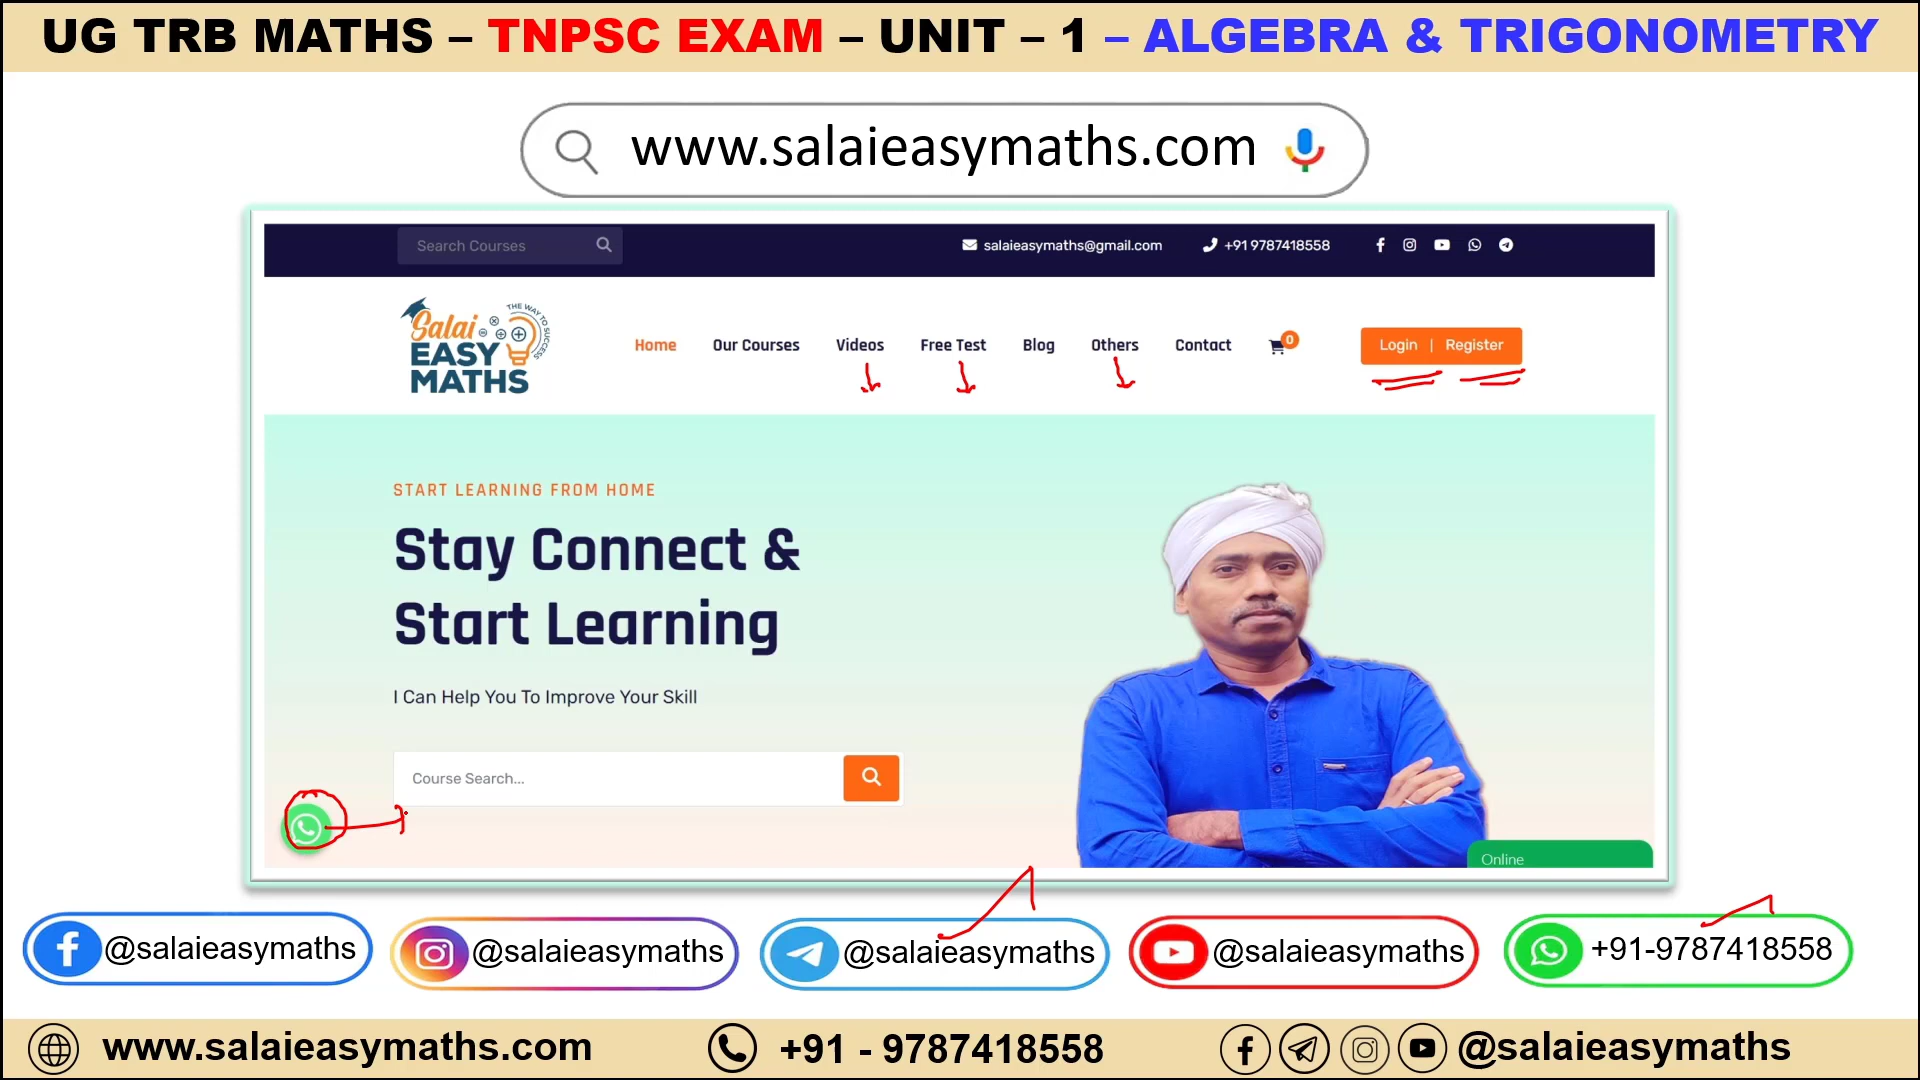 UG TRB MATHS – TNPSC EXAM – UNIT – 1 – ALGEBRA & TRIGONOMETRY
www.salaieasymaths.com
Search Courses
salaieasymaths@gmail.com
+91 9787418558
Salai
EASY
MATHS
THE WAY TO SUCCESS
Home
Our Courses
Videos
Free Test
Blog
Others
Contact
0
Login | Register
START LEARNING FROM HOME
Stay Connect &
Start Learning
I Can Help You To Improve Your Skill
Course Search...
Online
@salaieasymaths
@salaieasymaths
@salaieasymaths
@salaieasymaths
+91-9787418558
www.salaieasymaths.com
+91 - 9787418558
@salaieasymaths